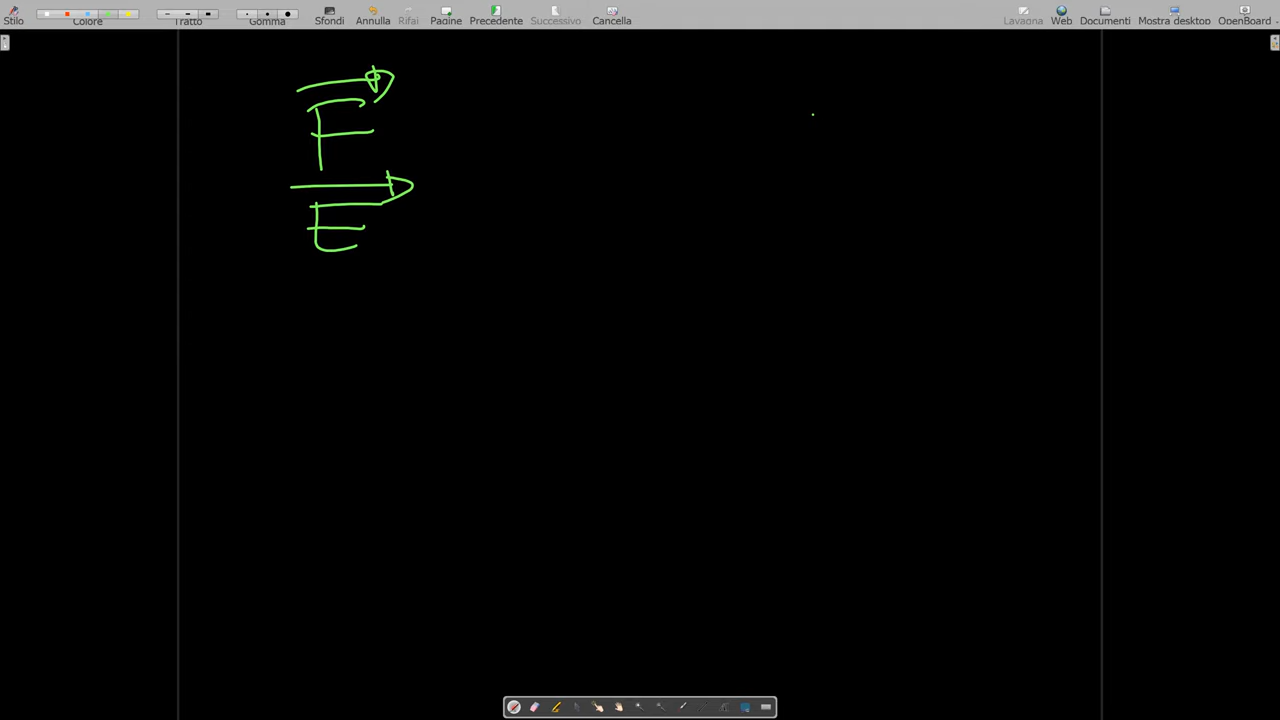 Stilo Colore Tratto Gomma Sfondi Annulla Rifai Pagine Precedente Successivo Cancella Lavagna Web Documenti Mostra desktop OpenBoard
F
E